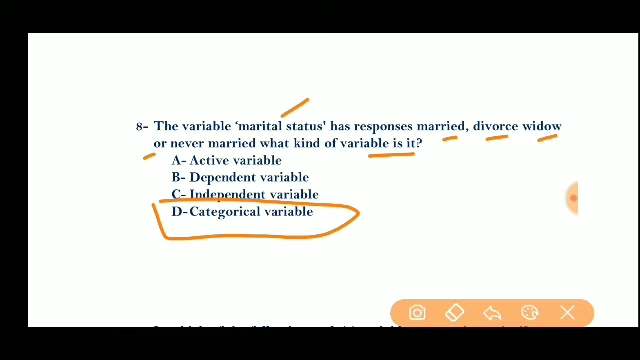 8- The variable 'marital status' has responses married, divorce widow
or never married what kind of variable is it?
A- Active variable
B- Dependent variable
C- Independent variable
D-Categorical variable